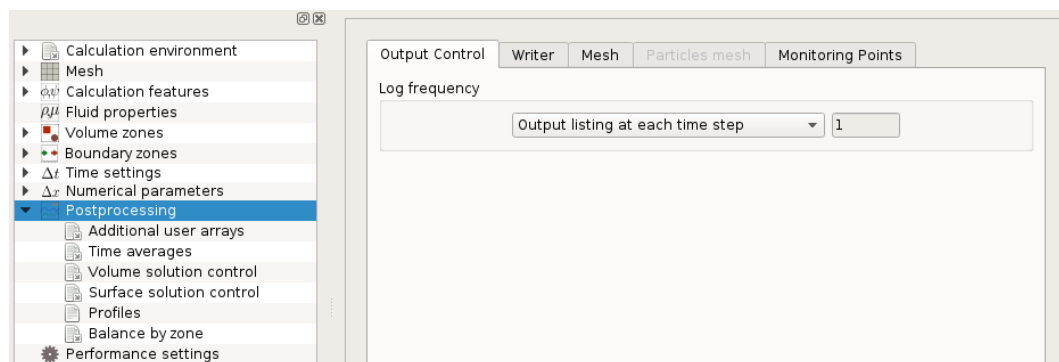 Calculation environment
Mesh
Calculation features
Fluid properties
Volume zones
Boundary zones
Δt Time settings
Δx Numerical parameters
Postprocessing
Additional user arrays
Time averages
Volume solution control
Surface solution control
Profiles
Balance by zone
Performance settings
Output Control Writer Mesh Particles mesh Monitoring Points
Log frequency
Output listing at each time step 1